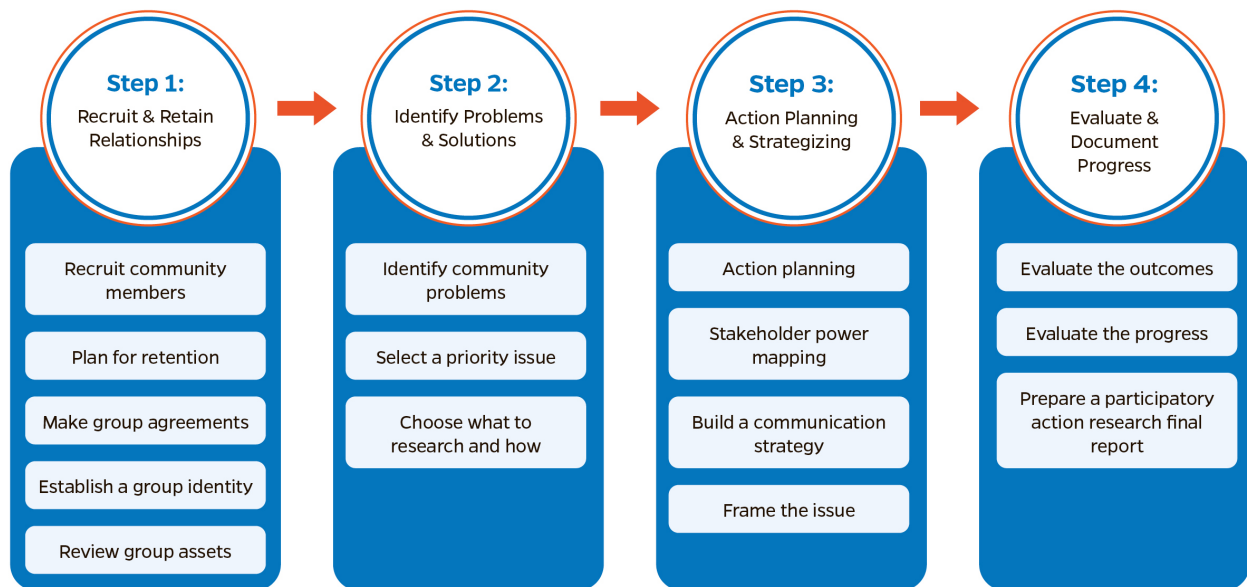 Step 1:
Recruit & Retain
Relationships
Recruit community
members
Plan for retention
Make group agreements
Establish a group identity
Review group assets
Step 2:
Identify Problems
& Solutions
Identify community
problems
Select a priority issue
Choose what to
research and how
Step 3:
Action Planning
& Strategizing
Action planning
Stakeholder power
mapping
Build a communication
strategy
Frame the issue
Step 4:
Evaluate &
Document
Progress
Evaluate the outcomes
Evaluate the progress
Prepare a participatory
action research final
report